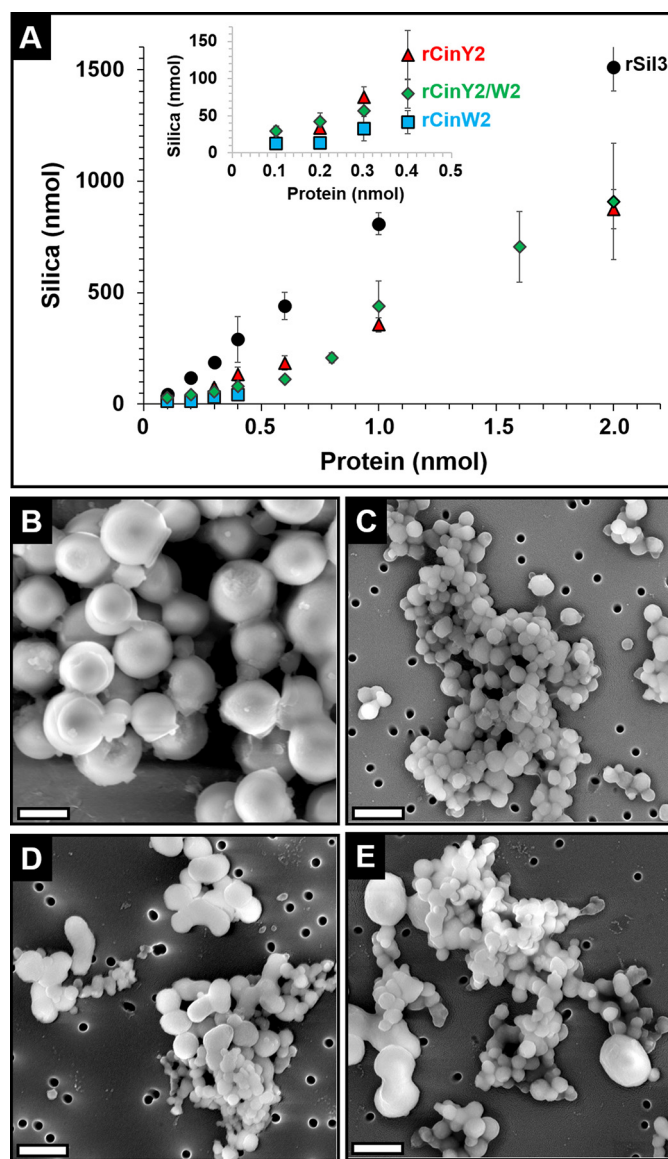 A
Silica (nmol)
1500
1000
500
0
0
0.5
1.0
1.5
2.0
Protein (nmol)
Silica (nmol)
150
100
50
0
0
0.1
0.2
0.3
0.4
0.5
Protein (nmol)
rCinY2
rCinY2/W2
rCinW2
rSil3
B
C
D
E